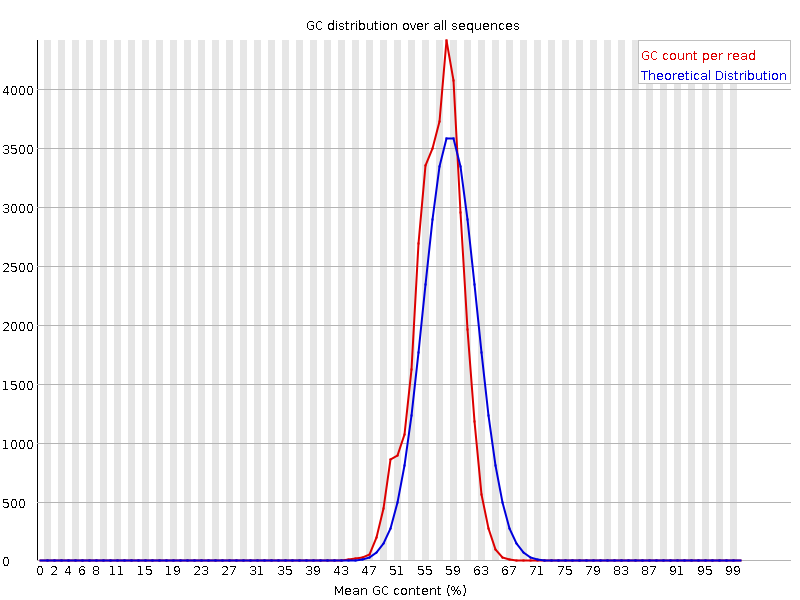 GC distribution over all sequences
GC count per read
Theoretical Distribution
4000
3500
3000
2500
2000
1500
1000
500
0
0 2 4 6 8 11 15 19 23 27 31 35 39 43 47 51 55 59 63 67 71 75 79 83 87 91 95 99
Mean GC content (%)